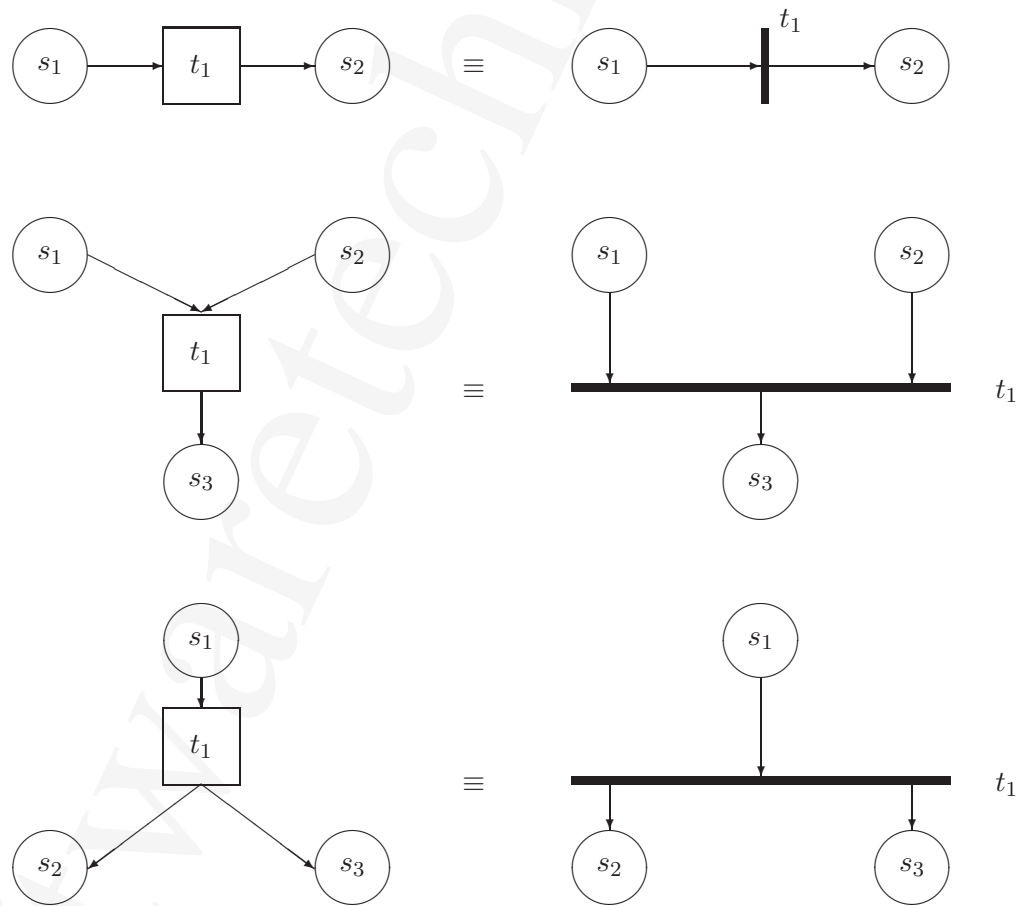 t₁
s₁ t₁ s₂ ≡ s₁ s₂
s₁ s₂ s₁ s₂
t₁
≡ t₁
s₃ s₃
s₁ s₁
t₁
≡ t₁
s₂ s₃ s₂ s₃
waretech